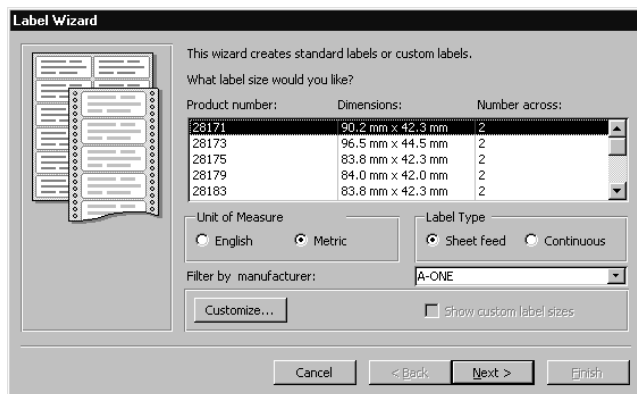 Label Wizard
This wizard creates standard labels or custom labels.
What label size would you like?
Product number: Dimensions: Number across:
28171 90.2 mm x 42.3 mm 2
28173 96.5 mm x 44.5 mm 2
28175 83.8 mm x 42.3 mm 2
28179 84.0 mm x 42.0 mm 2
28183 83.8 mm x 42.3 mm 2
Unit of Measure Label Type
English Metric Sheet feed Continuous
Filter by manufacturer: A-ONE
Customize... Show custom label sizes
Cancel < Back Next > Finish